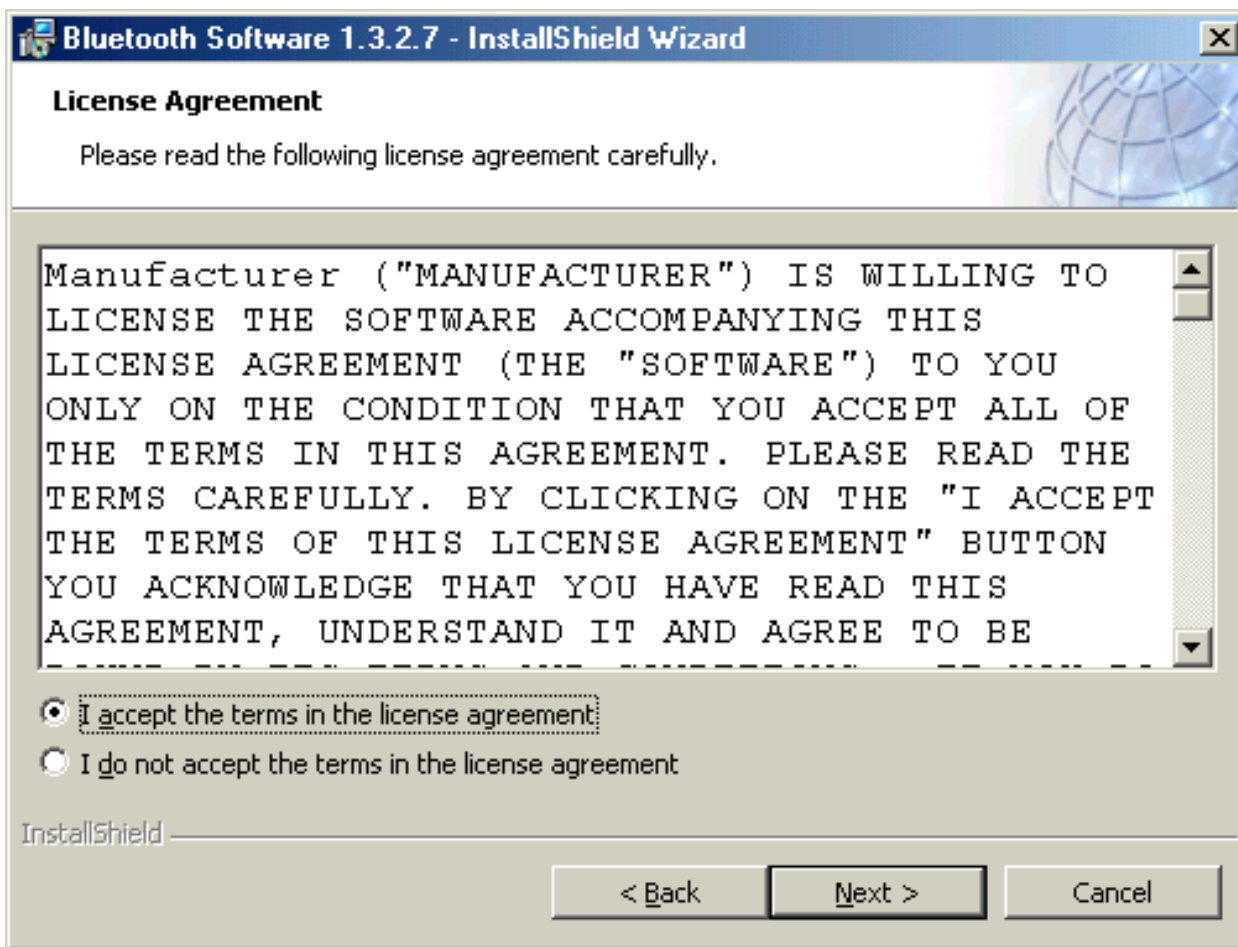 Bluetooth Software 1.3.2.7 - InstallShield Wizard
License Agreement
Please read the following license agreement carefully.
Manufacturer ("MANUFACTURER") IS WILLING TO
LICENSE THE SOFTWARE ACCOMPANYING THIS
LICENSE AGREEMENT (THE "SOFTWARE") TO YOU
ONLY ON THE CONDITION THAT YOU ACCEPT ALL OF
THE TERMS IN THIS AGREEMENT. PLEASE READ THE
TERMS CAREFULLY. BY CLICKING ON THE "I ACCEPT
THE TERMS OF THIS LICENSE AGREEMENT" BUTTON
YOU ACKNOWLEDGE THAT YOU HAVE READ THIS
AGREEMENT, UNDERSTAND IT AND AGREE TO BE
I accept the terms in the license agreement
I do not accept the terms in the license agreement
InstallShield
< Back Next > Cancel